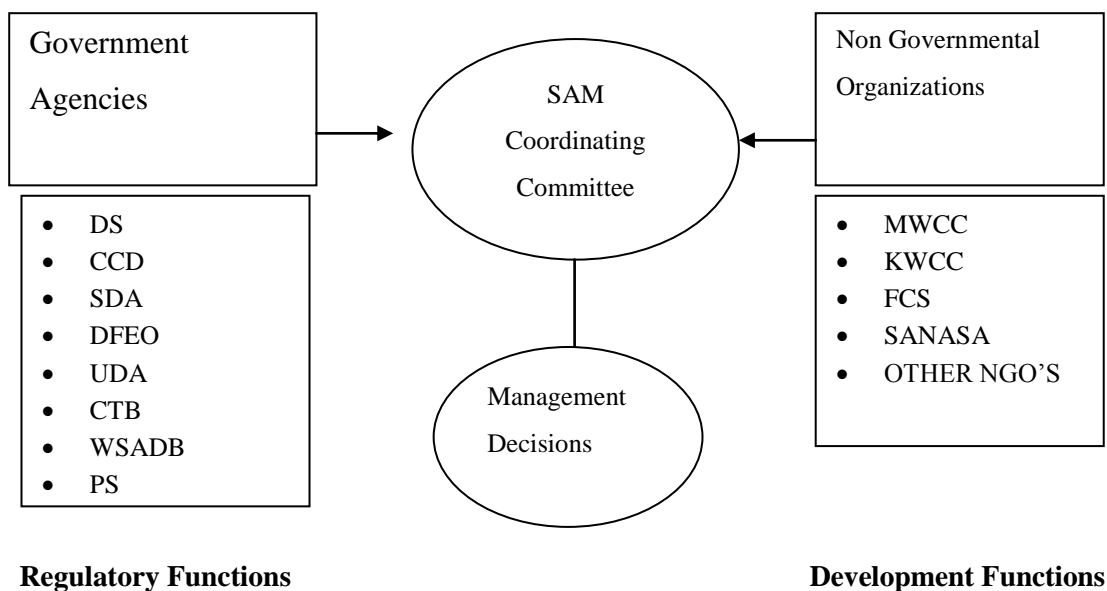 Government
Agencies
SAM
Coordinating
Committee
Non Governmental
Organizations
• DS
• CCD
• SDA
• DFEO
• UDA
• CTB
• WSADB
• PS
Management
Decisions
• MWCC
• KWCC
• FCS
• SANASA
• OTHER NGO’S
Regulatory Functions
Development Functions